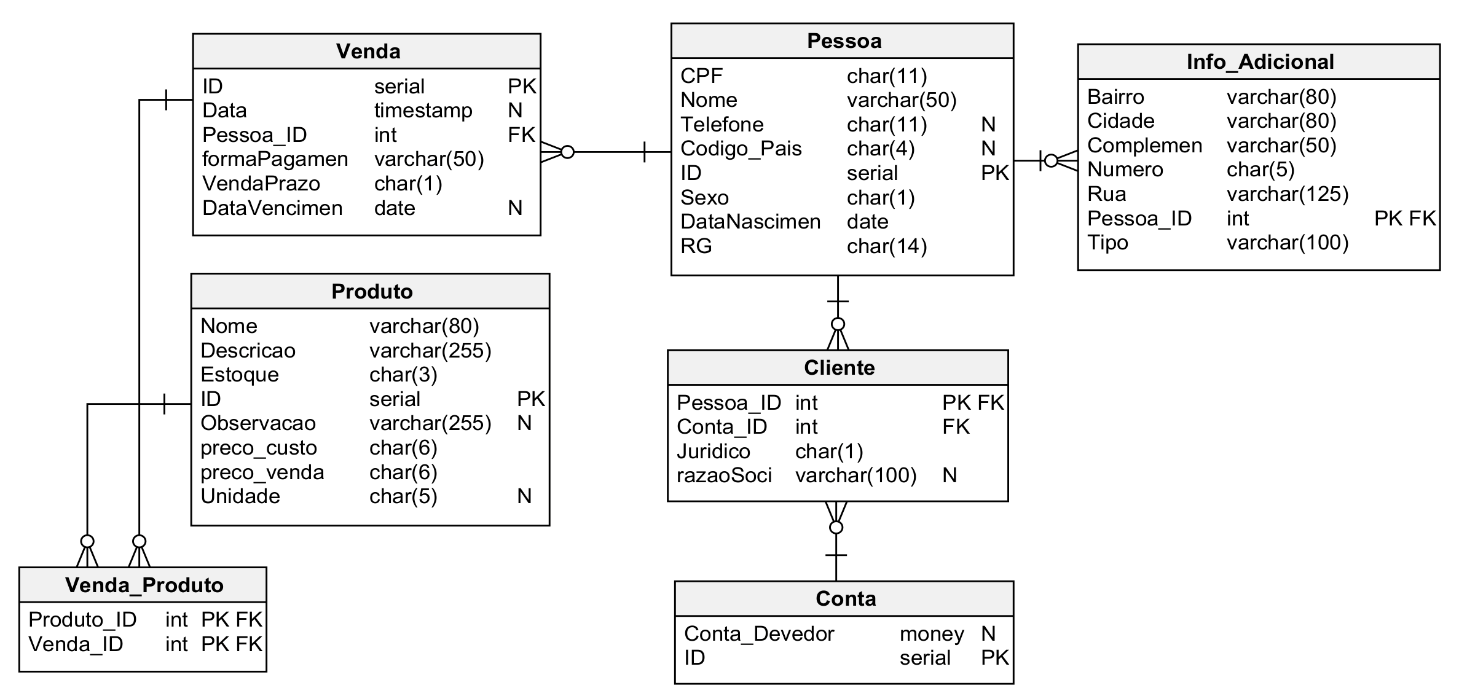 Venda
ID serial PK
Data timestamp N
Pessoa_ID int FK
formaPagamen varchar(50)
VendaPrazo char(1)
DataVencimen date N
Pessoa
CPF char(11)
Nome varchar(50)
Telefone char(11) N
Codigo_Pais char(4) N
ID serial PK
Sexo char(1)
DataNascimen date
RG char(14)
Info_Adicional
Bairro varchar(80)
Cidade varchar(80)
Complemen varchar(50)
Numero char(5)
Rua varchar(125)
Pessoa_ID int PK FK
Tipo varchar(100)
Produto
Nome varchar(80)
Descricao varchar(255)
Estoque char(3)
ID serial PK
Observacao varchar(255) N
preco_custo char(6)
preco_venda char(6)
Unidade char(5) N
Cliente
Pessoa_ID int PK FK
Conta_ID int FK
Juridico char(1)
razaoSoci varchar(100) N
Venda_Produto
Produto_ID int PK FK
Venda_ID int PK FK
Conta
Conta_Devedor money N
ID serial PK